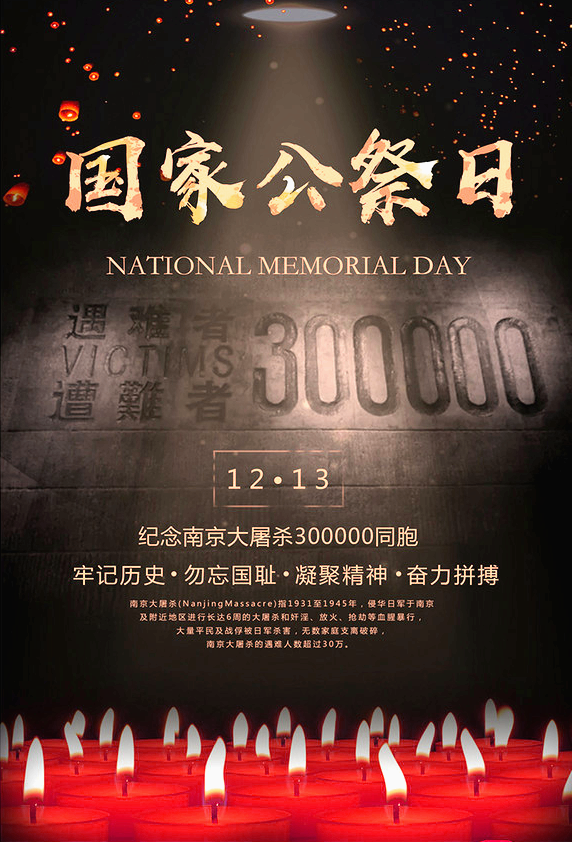 国家公祭日
NATIONAL MEMORIAL DAY
遇难者
VICTIMS 300000
遭難者
12•13
纪念南京大屠杀300000同胞
牢记历史•勿忘国耻•凝聚精神•奋力拼搏
南京大屠杀(NanjingMassacre)指1931至1945年，侵华日军于南京
及附近地区进行长达6周的大屠杀和奸淫、放火、抢劫等血腥暴行，
大量平民及战俘被日军杀害，无数家庭支离破碎，
南京大屠杀的遇难人数超过30万。